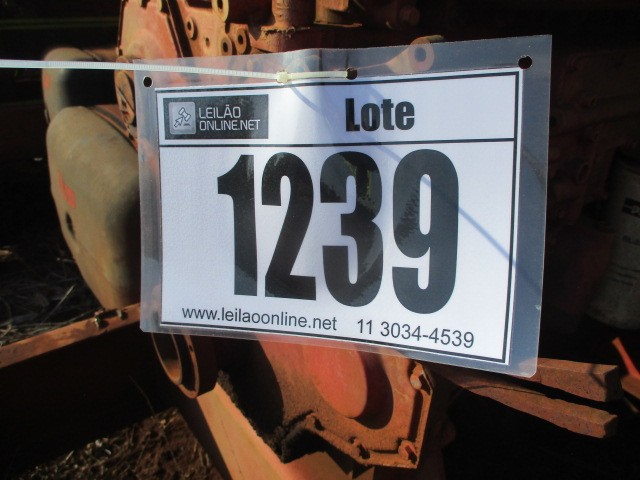 LEILÃO
ONLINE.NET
Lote
1239
www.leilaoonline.net 11 3034-4539